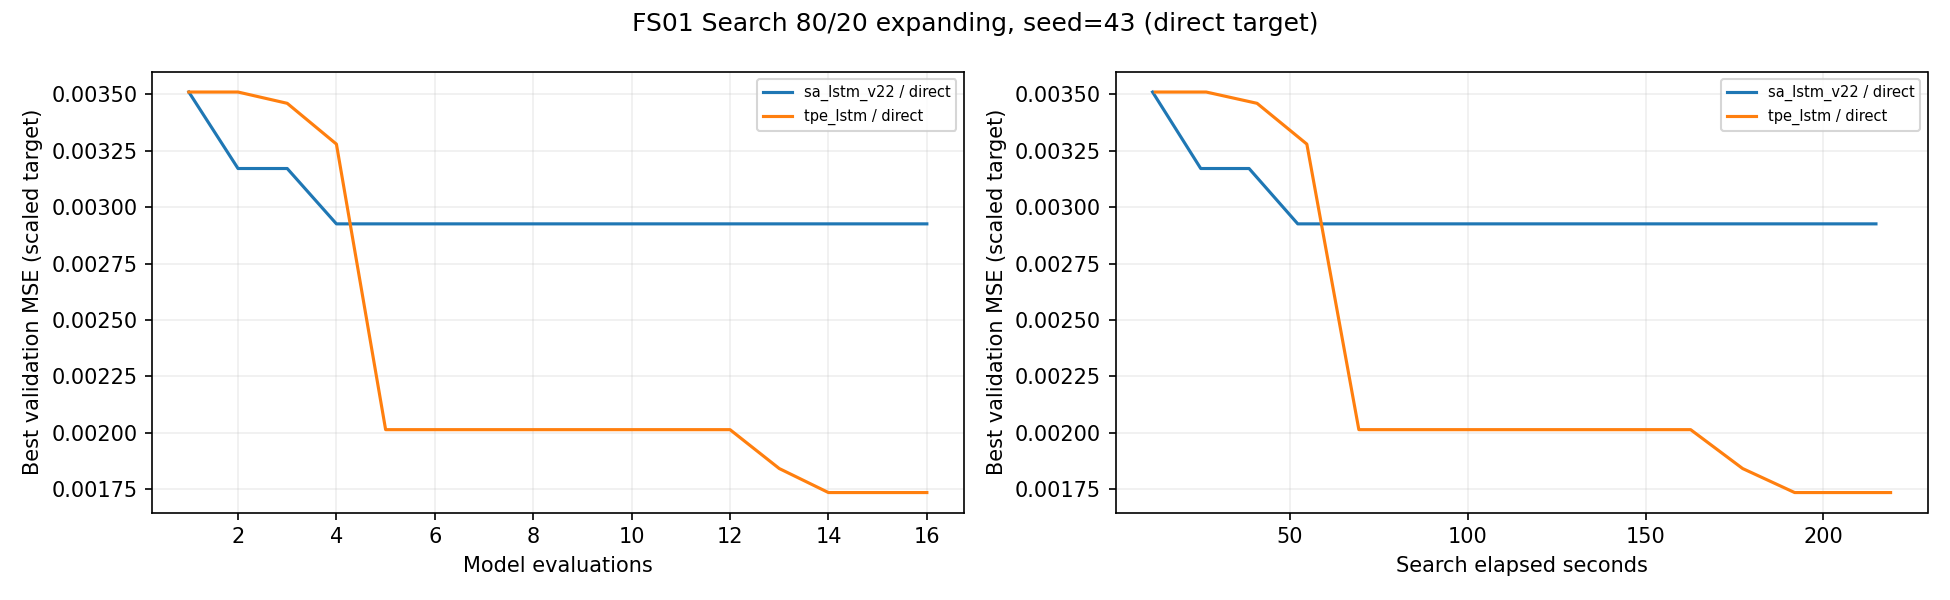 FS01 Search 80/20 expanding, seed=43 (direct target)
Best validation MSE (scaled target)
0.00350
0.00325
0.00300
0.00275
0.00250
0.00225
0.00200
0.00175
sa_lstm_v22 / direct
tpe_lstm / direct
2 4 6 8 10 12 14 16
Model evaluations
Best validation MSE (scaled target)
0.00350
0.00325
0.00300
0.00275
0.00250
0.00225
0.00200
0.00175
sa_lstm_v22 / direct
tpe_lstm / direct
50 100 150 200
Search elapsed seconds